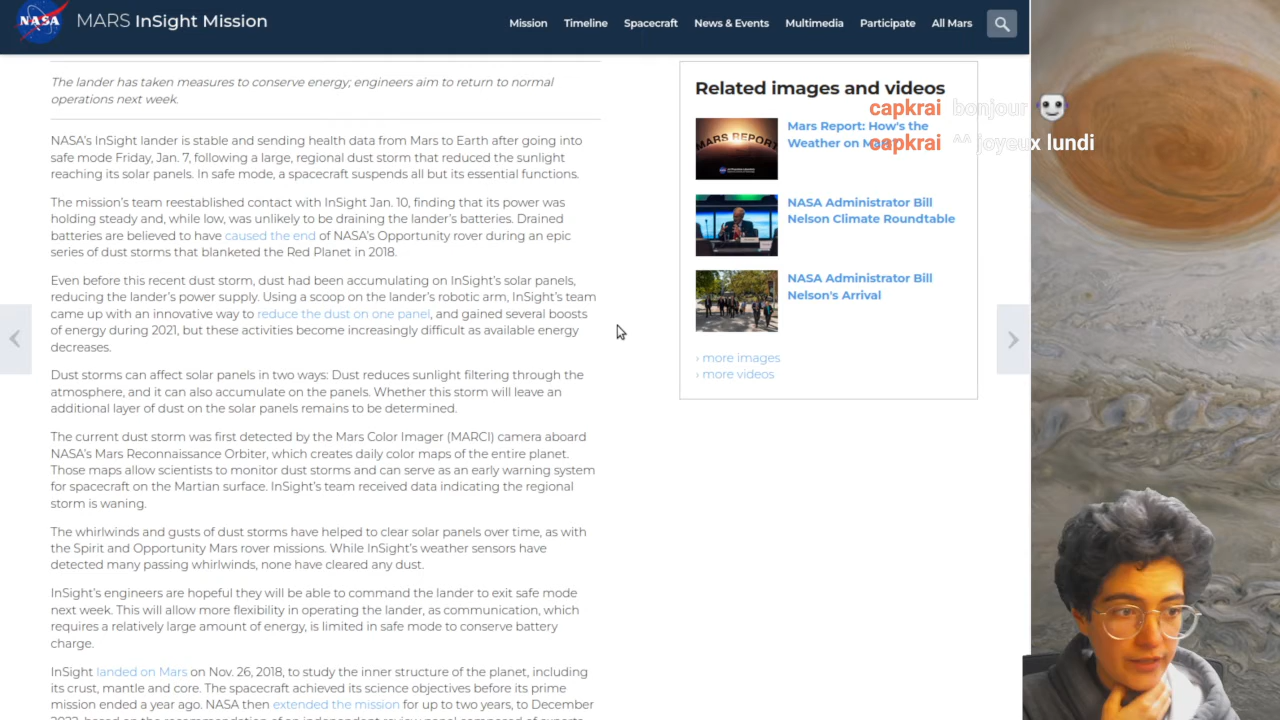 NASA
MARS InSight Mission
Mission
Timeline
Spacecraft
News & Events
Multimedia
Participate
All Mars
The lander has taken measures to conserve energy; engineers aim to return to normal
operations next week.
NASA's InSight lander is stable and sending health data from Mars to Earth after going into
safe mode Friday, Jan. 7, following a large, regional dust storm that reduced the sunlight
reaching its solar panels. In safe mode, a spacecraft suspends all but its essential functions.
The mission's team reestablished contact with InSight Jan. 10, finding that its power was
holding steady and, while low, was unlikely to be draining the lander's batteries. Drained
batteries are believed to have caused the end of NASA's Opportunity rover during an epic
series of dust storms that blanketed the Red Planet in 2018.
Even before this recent dust storm, dust had been accumulating on InSight's solar panels,
reducing the lander's power supply. Using a scoop on the lander's robotic arm, InSight's team
came up with an innovative way to reduce the dust on one panel, and gained several boosts
of energy during 2021, but these activities become increasingly difficult as available energy
decreases.
Dust storms can affect solar panels in two ways: Dust reduces sunlight filtering through the
atmosphere, and it can also accumulate on the panels. Whether this storm will leave an
additional layer of dust on the solar panels remains to be determined.
The current dust storm was first detected by the Mars Color Imager (MARCI) camera aboard
NASA's Mars Reconnaissance Orbiter, which creates daily color maps of the entire planet.
Those maps allow scientists to monitor dust storms and can serve as an early warning system
for spacecraft on the Martian surface. InSight's team received data indicating the regional
storm is waning.
The whirlwinds and gusts of dust storms have helped to clear solar panels over time, as with
the Spirit and Opportunity Mars rover missions. While InSight's weather sensors have
detected many passing whirlwinds, none have cleared any dust.
InSight's engineers are hopeful they will be able to command the lander to exit safe mode
next week. This will allow more flexibility in operating the lander, as communication, which
requires a relatively large amount of energy, is limited in safe mode to conserve battery
charge.
InSight landed on Mars on Nov. 26, 2018, to study the inner structure of the planet, including
its crust, mantle and core. The spacecraft achieved its science objectives before its prime
mission ended a year ago. NASA then extended the mission for up to two years, to December
Related images and videos
capkrai bonjour
MARS REPORT
Mars Report: How's the
Weather on
capkrai ^^ joyeux lundi
NASA Administrator Bill
Nelson Climate Roundtable
NASA Administrator Bill
Nelson's Arrival
› more images
› more videos